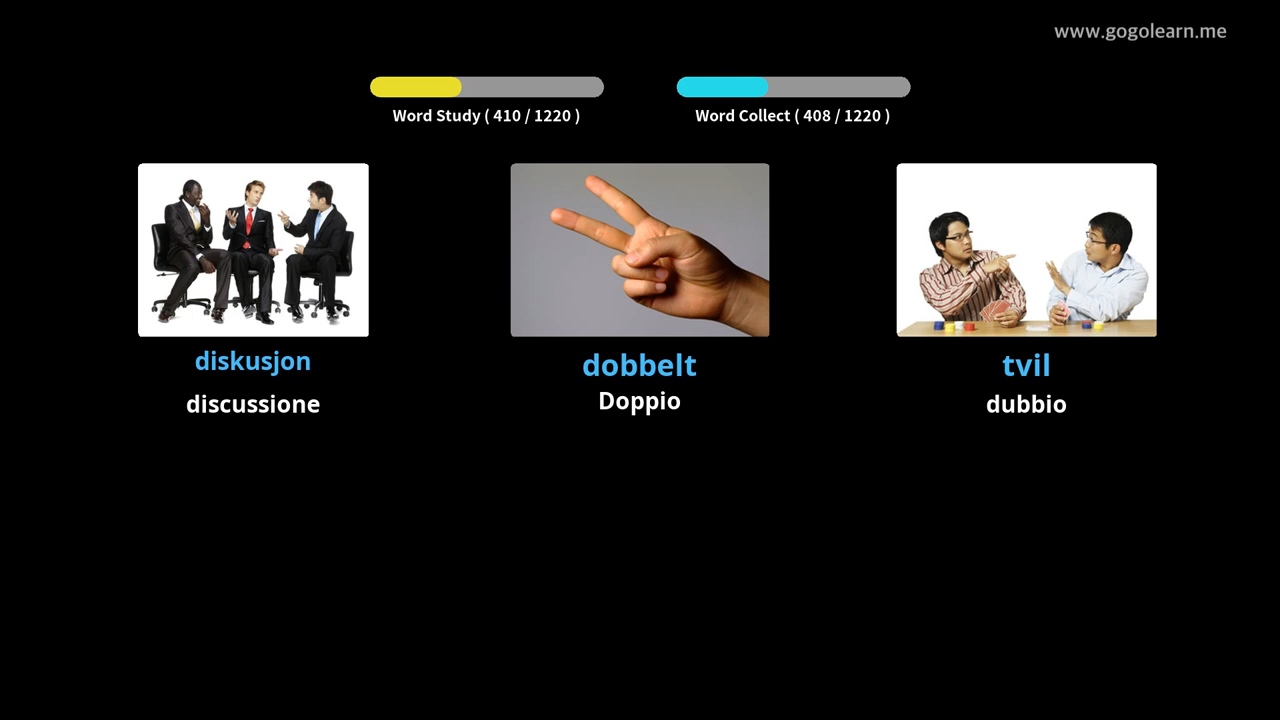 www.gogolearn.me
Word Study ( 410 / 1220 )
Word Collect ( 408 / 1220 )
diskusjon
discussione
dobbelt
Doppio
tvil
dubbio